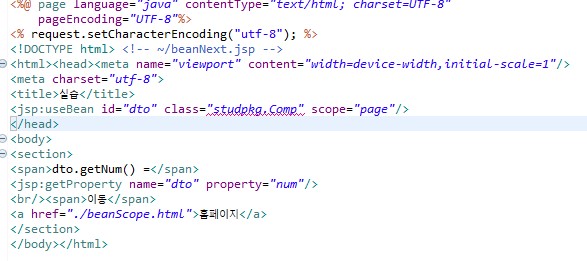 <%@ page language="java" contentType="text/html; charset=UTF-8"
pageEncoding="UTF-8"%>
<% request.setCharacterEncoding("utf-8"); %>
<!DOCTYPE html> <!-- ~/beanNext.jsp -->
<html><head><meta name="viewport" content="width=device-width,initial-scale=1"/>
<meta charset="utf-8">
<title>실습</title>
<jsp:useBean id="dto" class="studpkg.Comp" scope="page"/>
</head>
<body>
<section>
<span>dto.getNum() =</span>
<jsp:getProperty name="dto" property="num"/>
<br/><span>이동</span>
<a href="./beanScope.html">홈페이지</a>
</section>
</body></html>